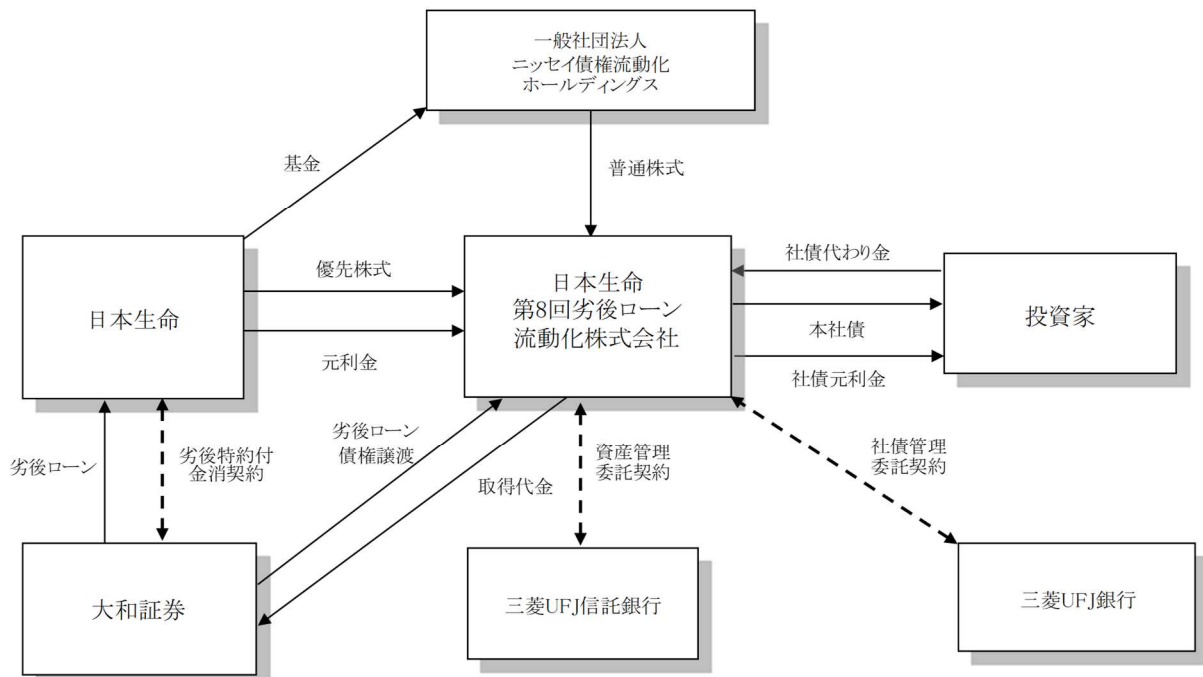 一般社団法人
ニッセイ債権流動化
ホールディングス
基金
普通株式
日本生命
優先株式
元利金
日本生命
第8回劣後ローン
流動化株式会社
社債代わり金
本社債
社債元利金
投資家
劣後ローン
劣後特約付
金消契約
劣後ローン
債権譲渡
取得代金
資産管理
委託契約
社債管理
委託契約
大和証券
三菱UFJ信託銀行
三菱UFJ銀行